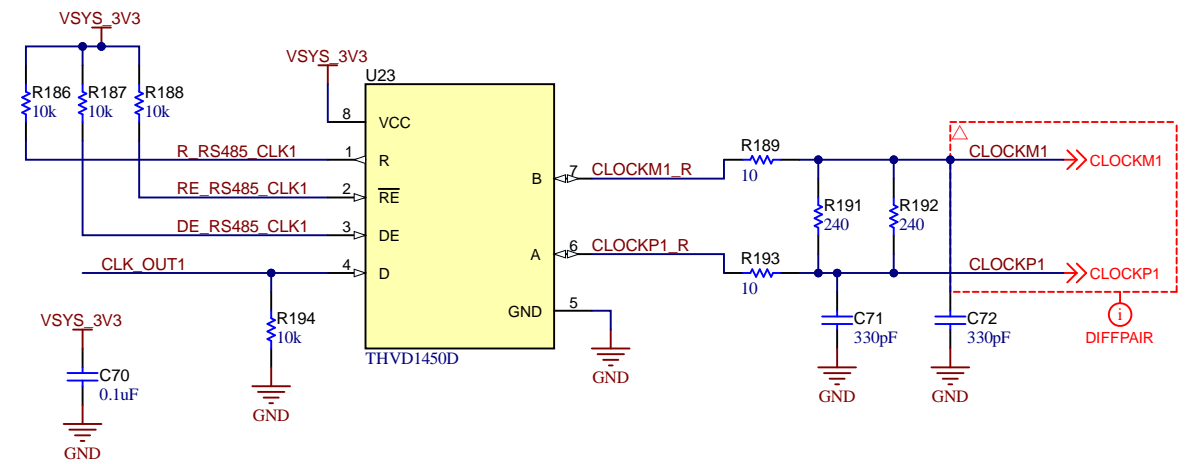 VSYS_3V3
R186
10k
R187
10k
R188
10k
VSYS_3V3
U23
8
VCC
R_RS485_CLK1
1
R
RE_RS485_CLK1
2
RE
DE_RS485_CLK1
3
DE
CLK_OUT1
4
D
B
7
CLOCKM1_R
A
6
CLOCKP1_R
GND
5
THVD1450D
GND
R189
10
R193
10
R191
240
R192
240
CLOCKM1
CLOCKM1
CLOCKP1
CLOCKP1
i
DIFFPAIR
C71
330pF
GND
C72
330pF
GND
R194
10k
GND
VSYS_3V3
C70
0.1uF
GND